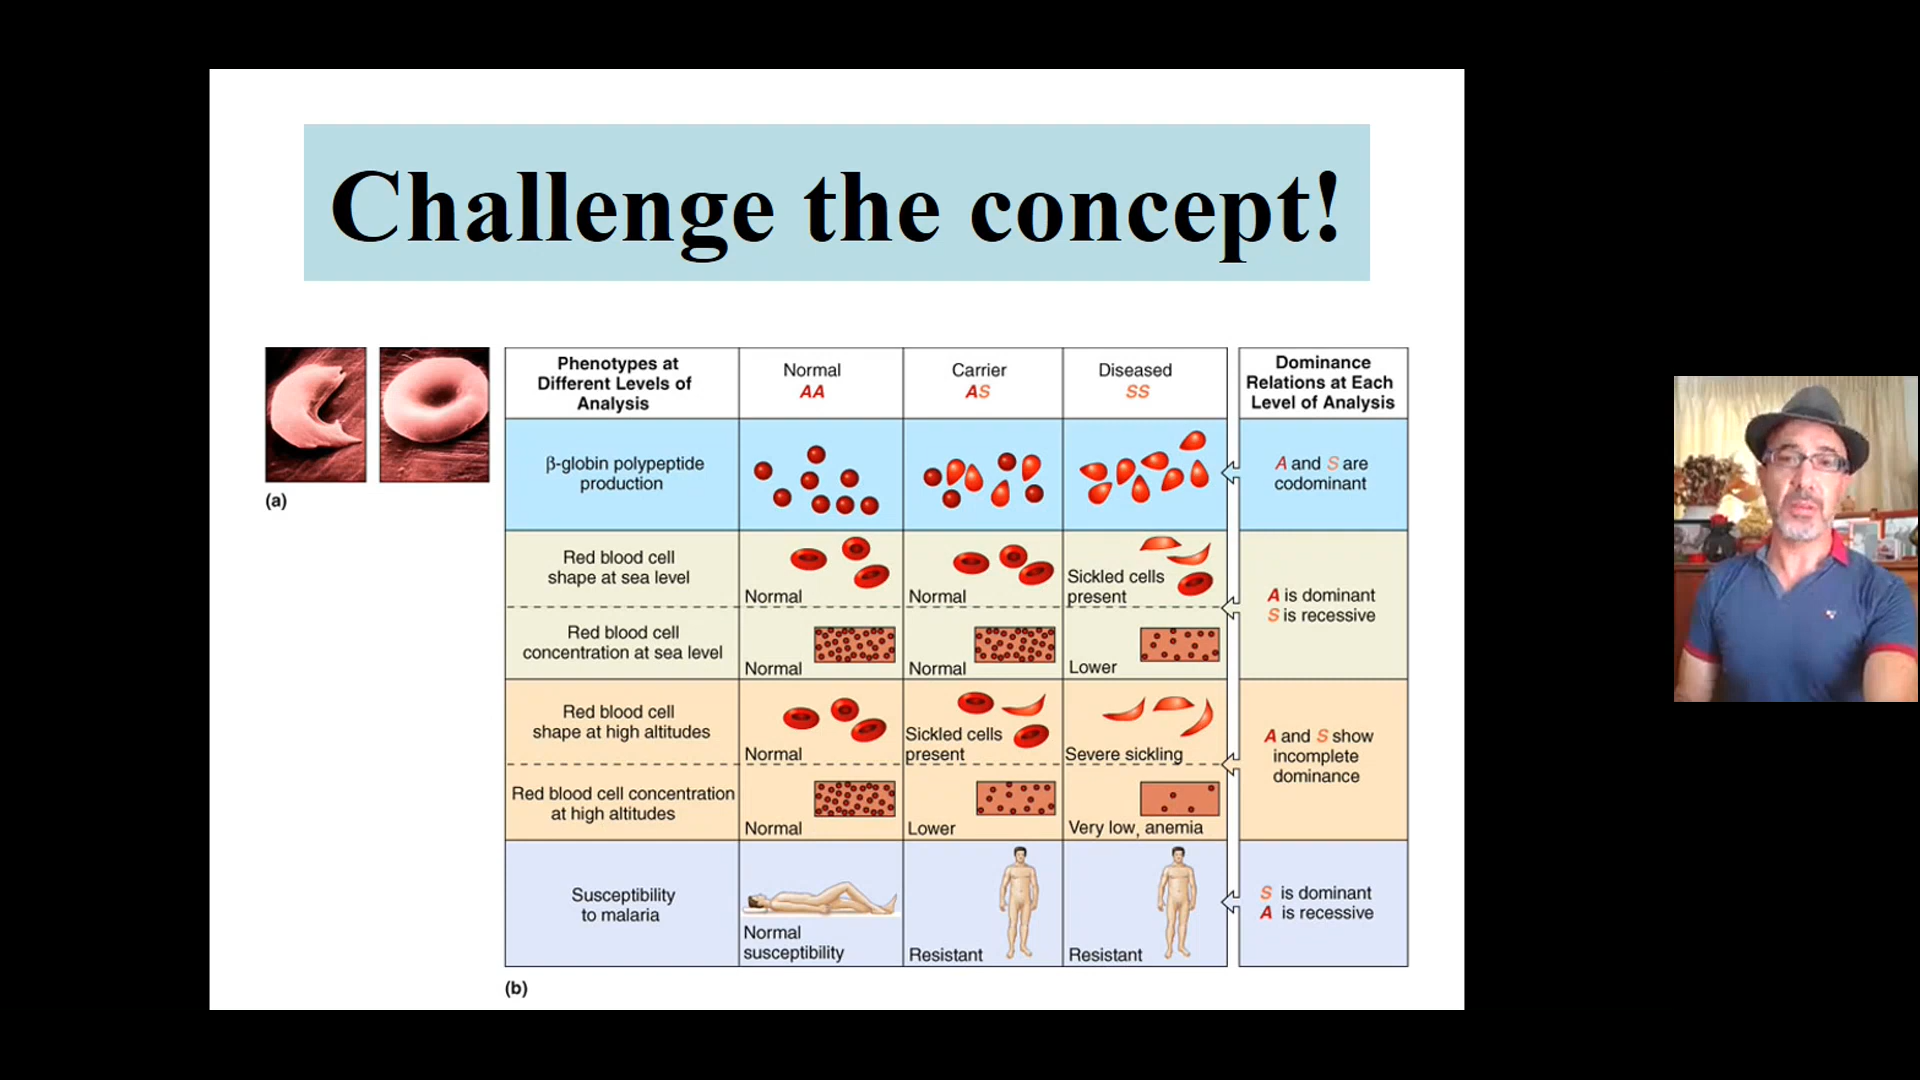 Challenge the concept!
(a)
Phenotypes at
Different Levels of
Analysis
Normal
AA
Carrier
AS
Diseased
SS
Dominance
Relations at Each
Level of Analysis
β-globin polypeptide
production
A and S are
codominant
Red blood cell
shape at sea level
Normal
Normal
Sickled cells
present
A is dominant
S is recessive
Red blood cell
concentration at sea level
Normal
Normal
Lower
Red blood cell
shape at high altitudes
Normal
Sickled cells
present
Severe sickling
A and S show
incomplete
dominance
Red blood cell concentration
at high altitudes
Normal
Lower
Very low, anemia
Susceptibility
to malaria
Normal
susceptibility
Resistant
Resistant
S is dominant
A is recessive
(b)